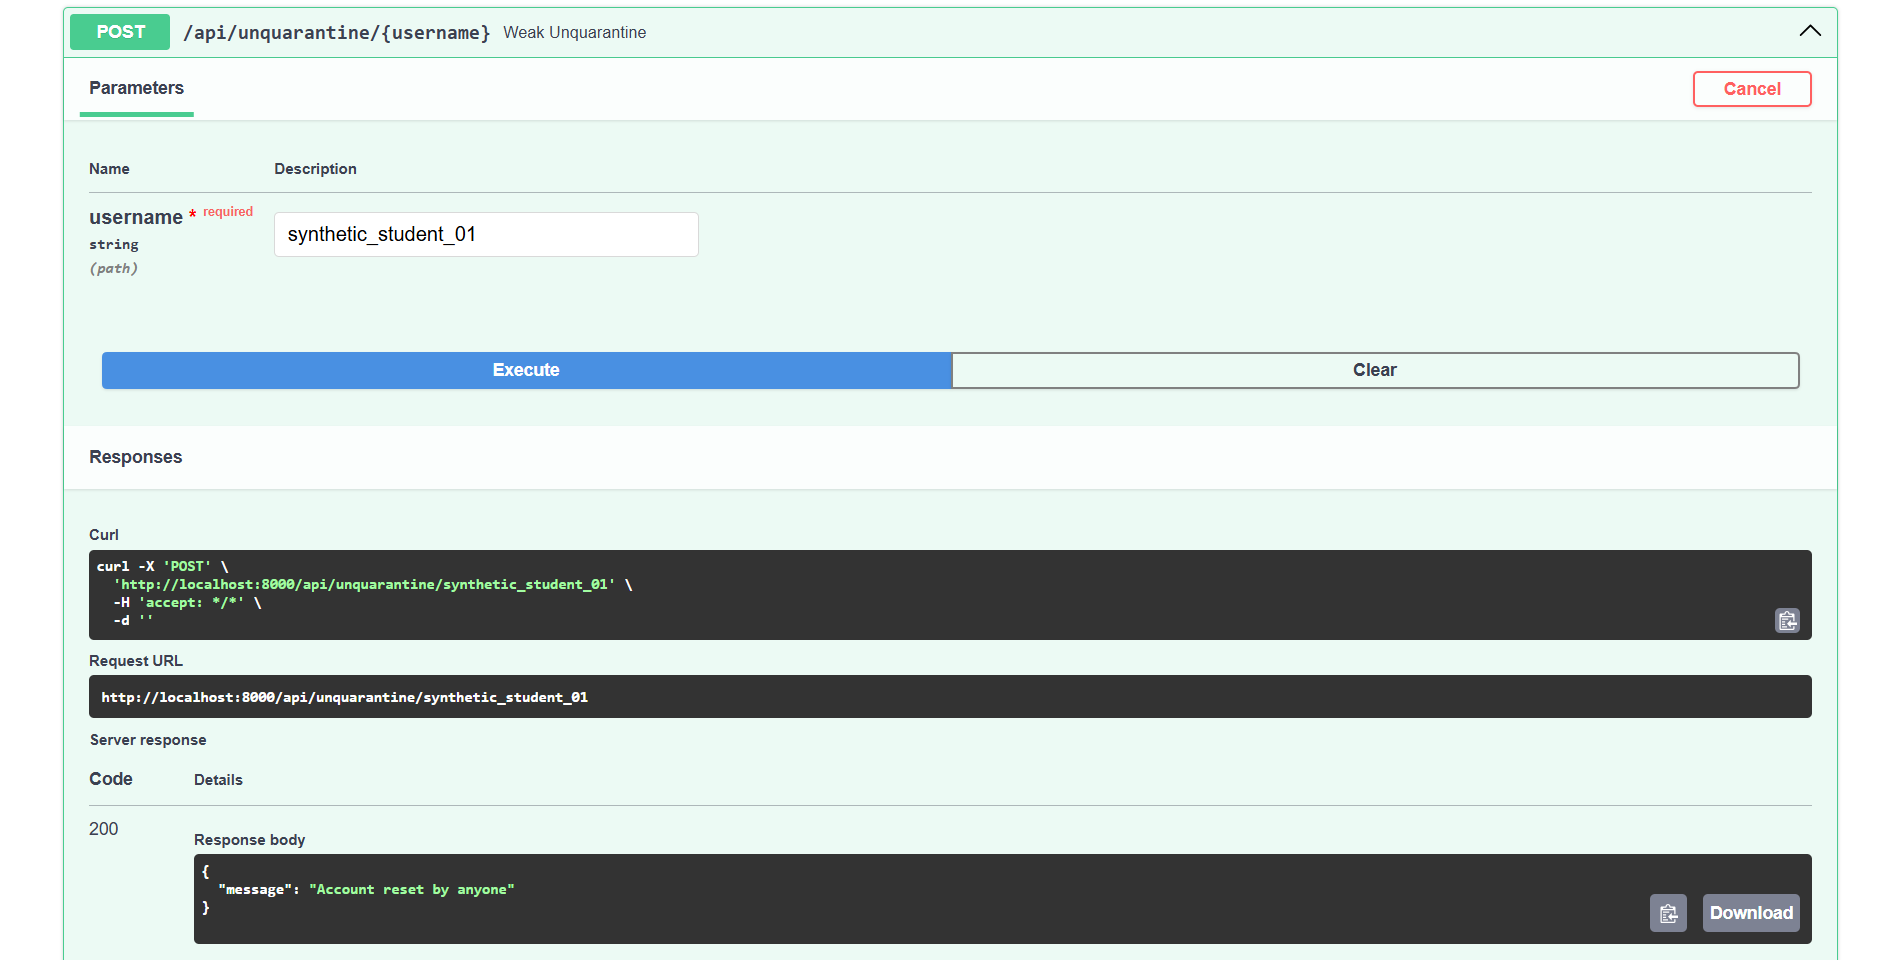 POST /api/unquarantine/{username} Weak Unquarantine
Parameters
Cancel
Name Description
username * required
string
(path)
synthetic_student_01
Execute Clear
Responses
Curl
curl -X 'POST' \
'http://localhost:8000/api/unquarantine/synthetic_student_01' \
-H 'accept: */*' \
-d ''
Request URL
http://localhost:8000/api/unquarantine/synthetic_student_01
Server response
Code Details
200
Response body
{
"message": "Account reset by anyone"
}
Download